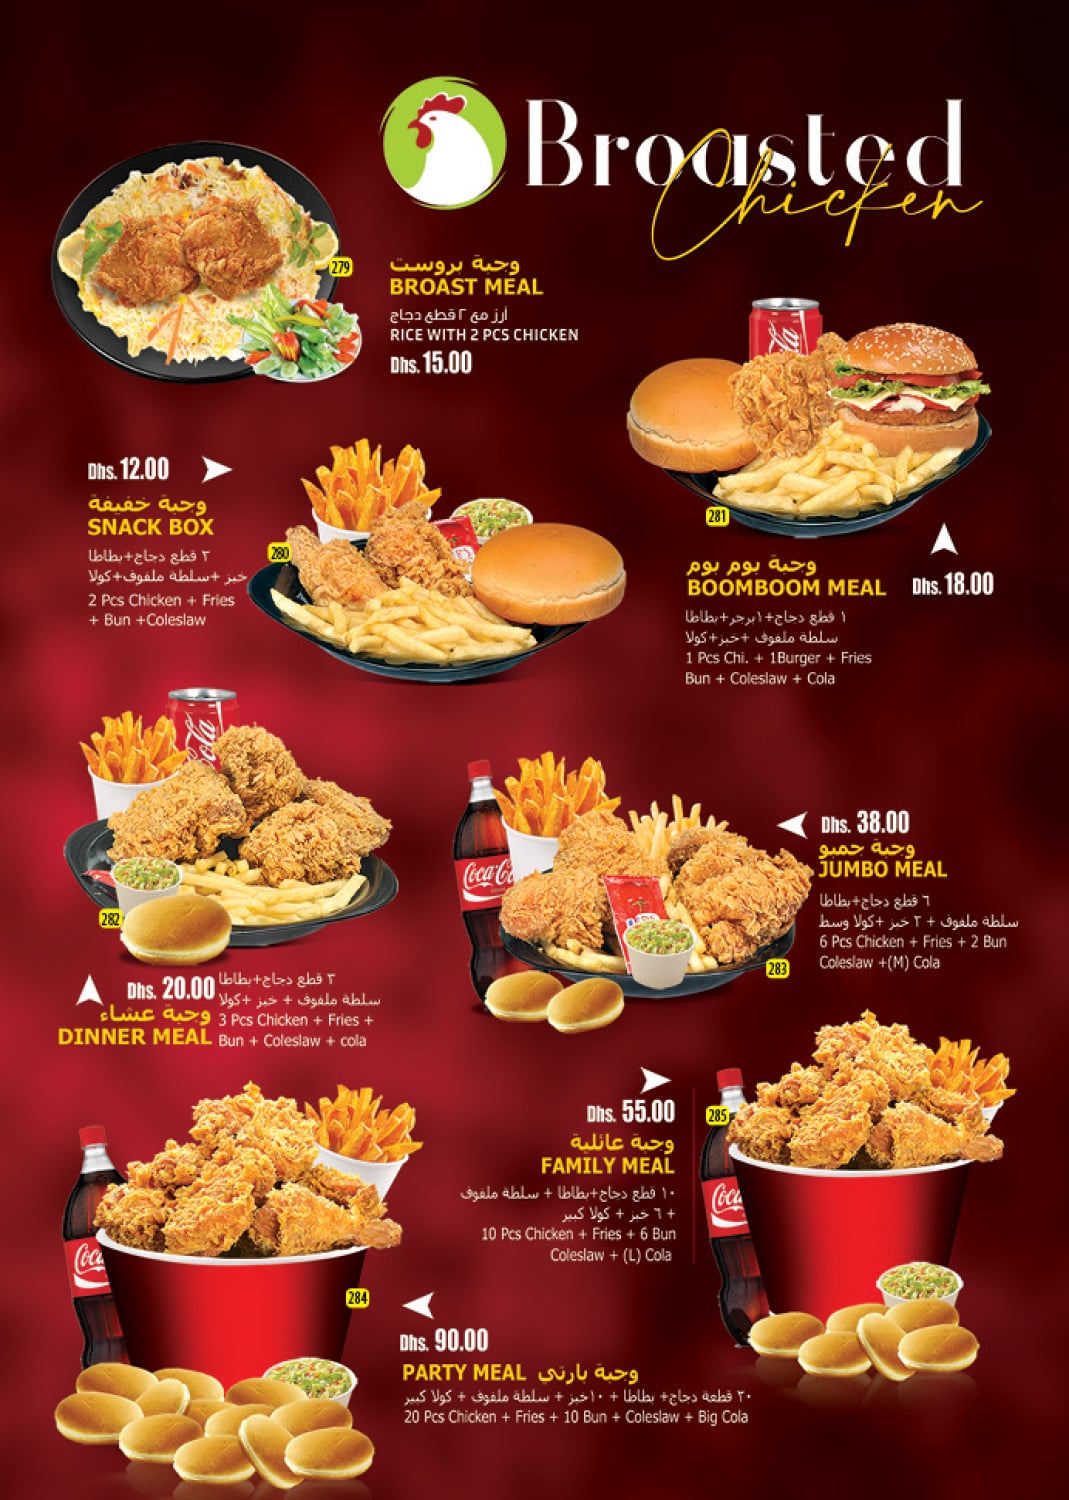 Broasted
Chicken
279
وجبة بروست
BROAST MEAL
أرز مع ٢ قطع دجاج
RICE WITH 2 PCS CHICKEN
Dhs. 15.00
Dhs. 12.00
وجبة خفيفة
SNACK BOX
٢ قطع دجاج+بطاطا
خبز +سلطة ملفوف+كولا
2 Pcs Chicken + Fries
+ Bun +Coleslaw
280
281
وجبة بوم بوم
BOOMBOOM MEAL
Dhs. 18.00
١ قطع دجاج+١برجر+بطاطا
سلطة ملفوف +خبز+كولا
1 Pcs Chi. + 1Burger + Fries
Bun + Coleslaw + Cola
282
Dhs. 20.00
وجبة عشاء
DINNER MEAL
٣ قطع دجاج+بطاطا
سلطة ملفوف + خبز +كولا
3 Pcs Chicken + Fries +
Bun + Coleslaw + cola
Coca-Co
283
Dhs. 38.00
وجبة جمبو
JUMBO MEAL
٦ قطع دجاج+بطاطا
سلطة ملفوف + ٢ خبز +كولا وسط
6 Pcs Chicken + Fries + 2 Bun
Coleslaw +(M) Cola
Dhs. 55.00
وجبة عائلية
FAMILY MEAL
١٠ قطع دجاج+بطاطا + سلطة ملفوف
+ ٦ خبز + كولا كبير
10 Pcs Chicken + Fries + 6 Bun
Coleslaw + (L) Cola
285
284
Dhs. 90.00
PARTY MEAL وجبة بارتي
٢٠ قطعة دجاج+ بطاطا + ١٠خبز + سلطة ملفوف + كولا كبير
20 Pcs Chicken + Fries + 10 Bun + Coleslaw + Big Cola